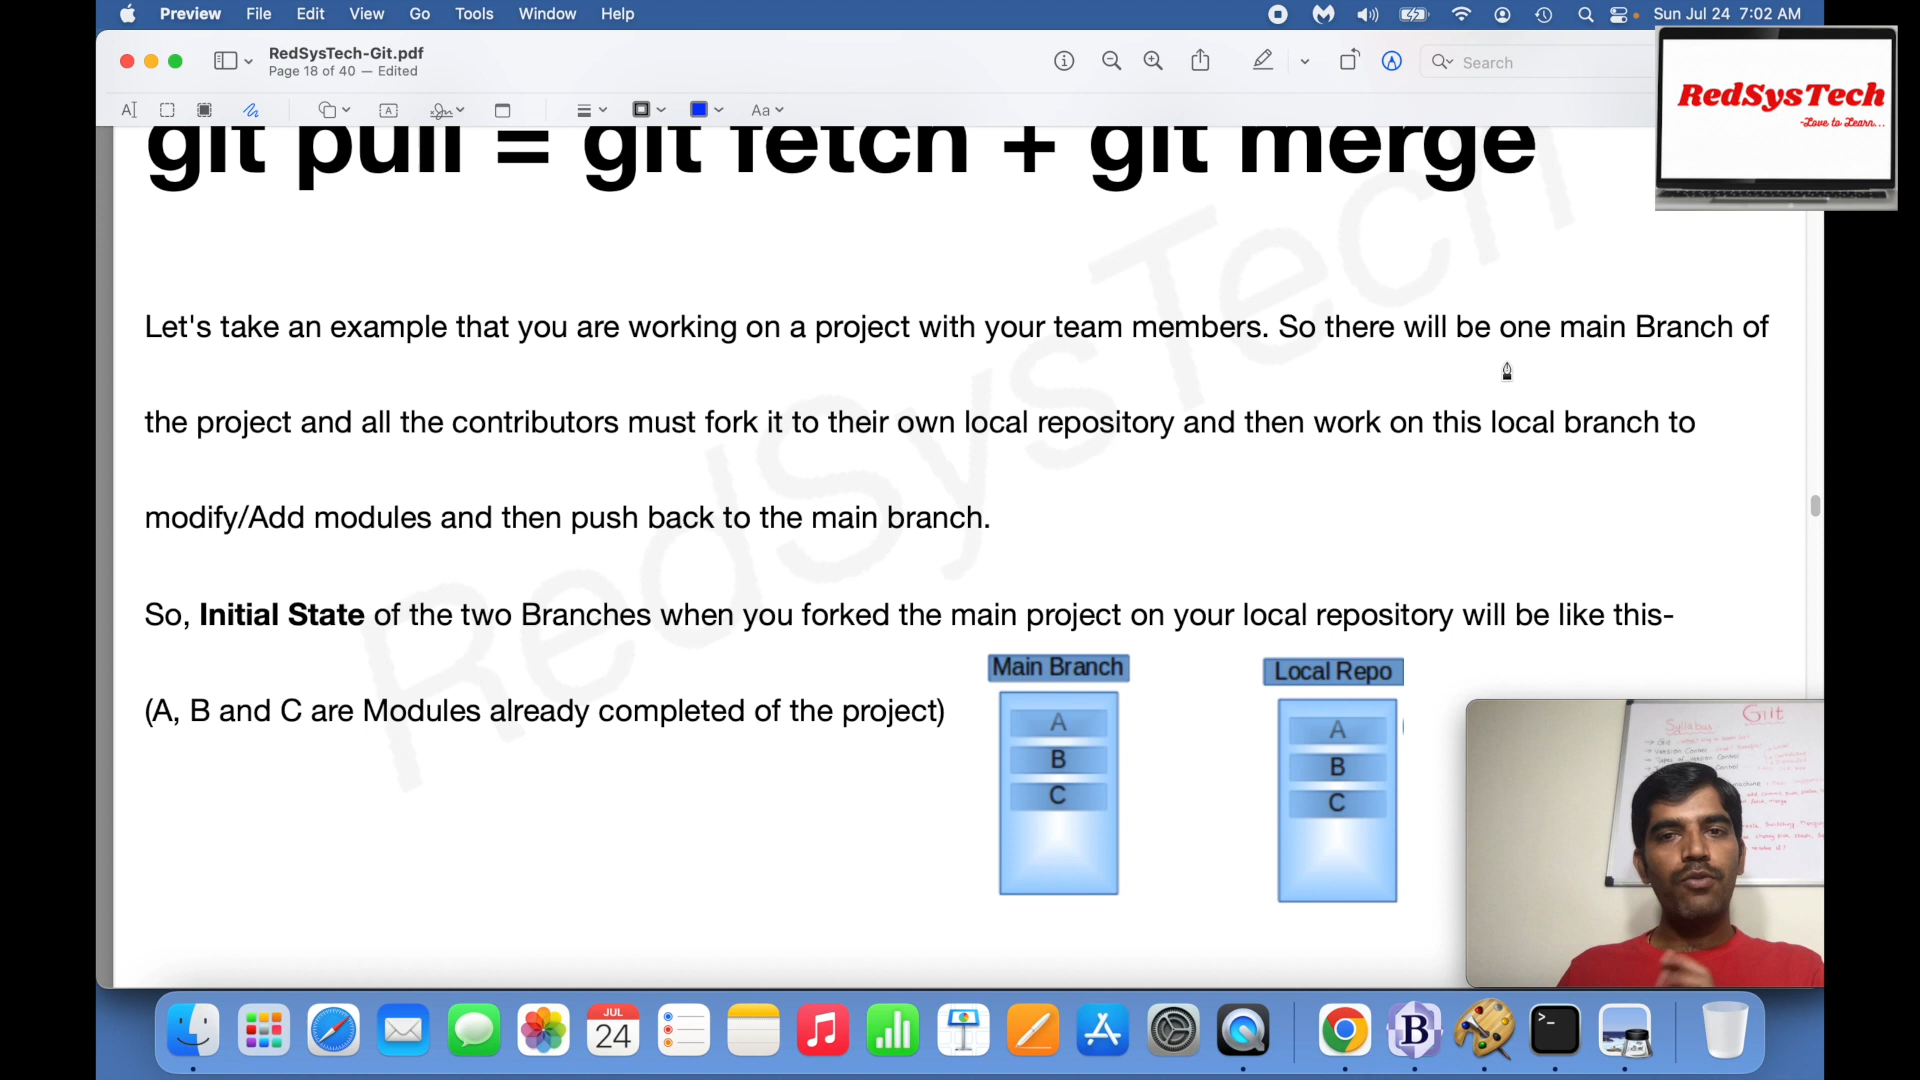 Preview File Edit View Go Tools Window Help
Sun Jul 24 7:02 AM
RedSysTech-Git.pdf
Page 18 of 40 — Edited
Search
Aa
RedSysTech
-Love to Learn...
git pull = git fetch + git merge
Let's take an example that you are working on a project with your team members. So there will be one main Branch of
the project and all the contributors must fork it to their own local repository and then work on this local branch to
modify/Add modules and then push back to the main branch.
So, Initial State of the two Branches when you forked the main project on your local repository will be like this-
(A, B and C are Modules already completed of the project)
Main Branch
A
B
C
Local Repo
A
B
C
RedSysTech
Syllabus
Git
JUL
24